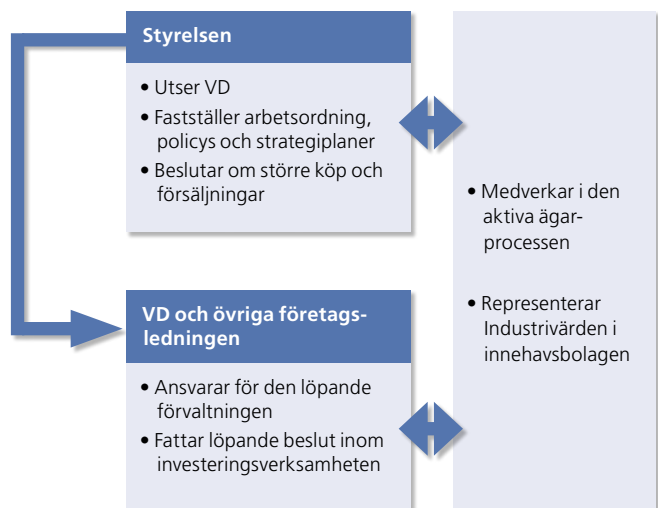 Styrelsen
• Utser VD
• Fastställer arbetsordning,
policys och strategiplaner
• Beslutar om större köp och
försäljningar
VD och övriga företags-
ledningen
• Ansvarar för den löpande
förvaltningen
• Fattar löpande beslut inom
investeringsverksamheten
• Medverkar i den
aktiva ägar-
processen
• Representerar
Industrivärden i
innehavsbolagen